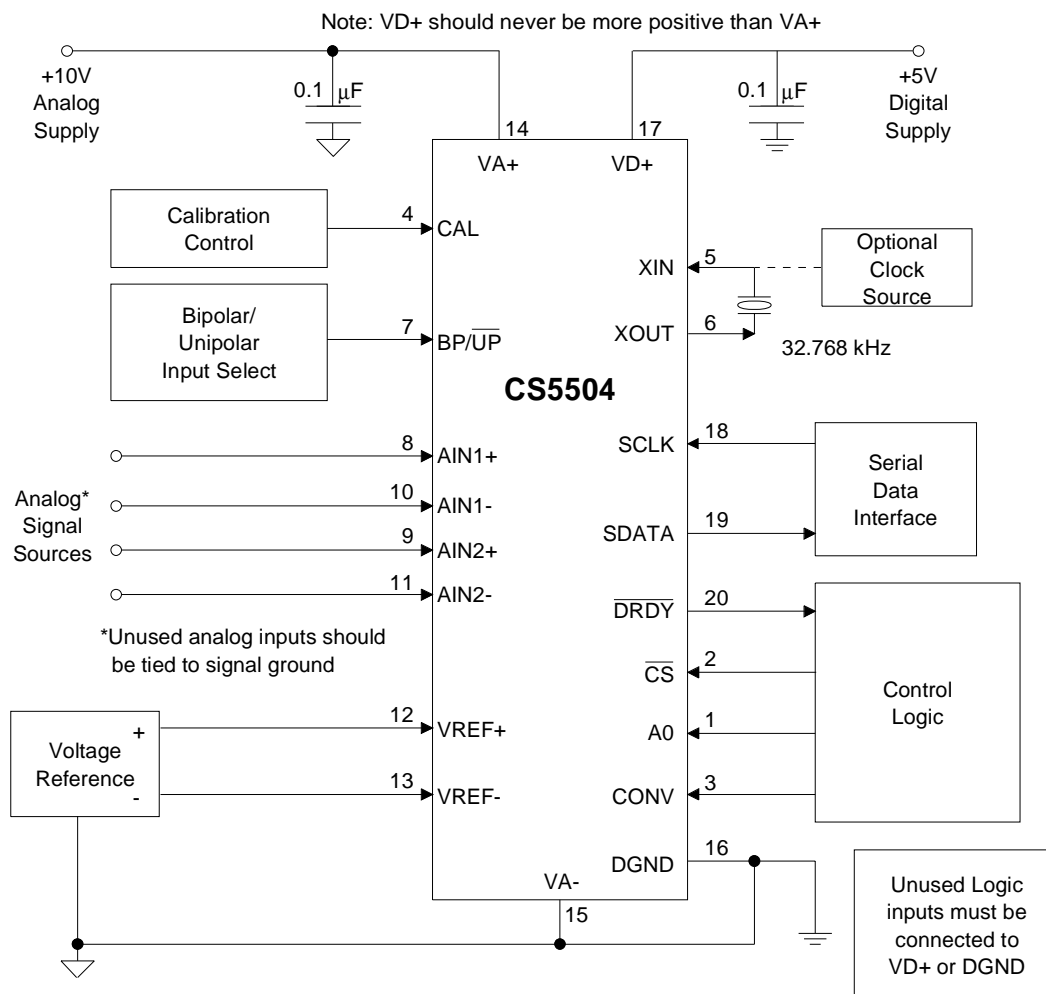 Note: VD+ should never be more positive than VA+
+10V
Analog
Supply
0.1 µF
0.1 µF
+5V
Digital
Supply
14
17
VA+
VD+
Calibration
Control
4
CAL
5
XIN
Optional
Clock
Source
Bipolar/
Unipolar
Input Select
7
BP/U̅P̅
6
XOUT
32.768 kHz
CS5504
8
AIN1+
18
SCLK
Serial
Data
Interface
Analog*
Signal
Sources
10
AIN1-
9
AIN2+
19
SDATA
11
AIN2-
20
D̅R̅D̅Y̅
*Unused analog inputs should
be tied to signal ground
2
C̅S̅
Control
Logic
12
VREF+
1
A0
Voltage
Reference
+
-
13
VREF-
3
CONV
16
DGND
VA-
15
Unused Logic
inputs must be
connected to
VD+ or DGND